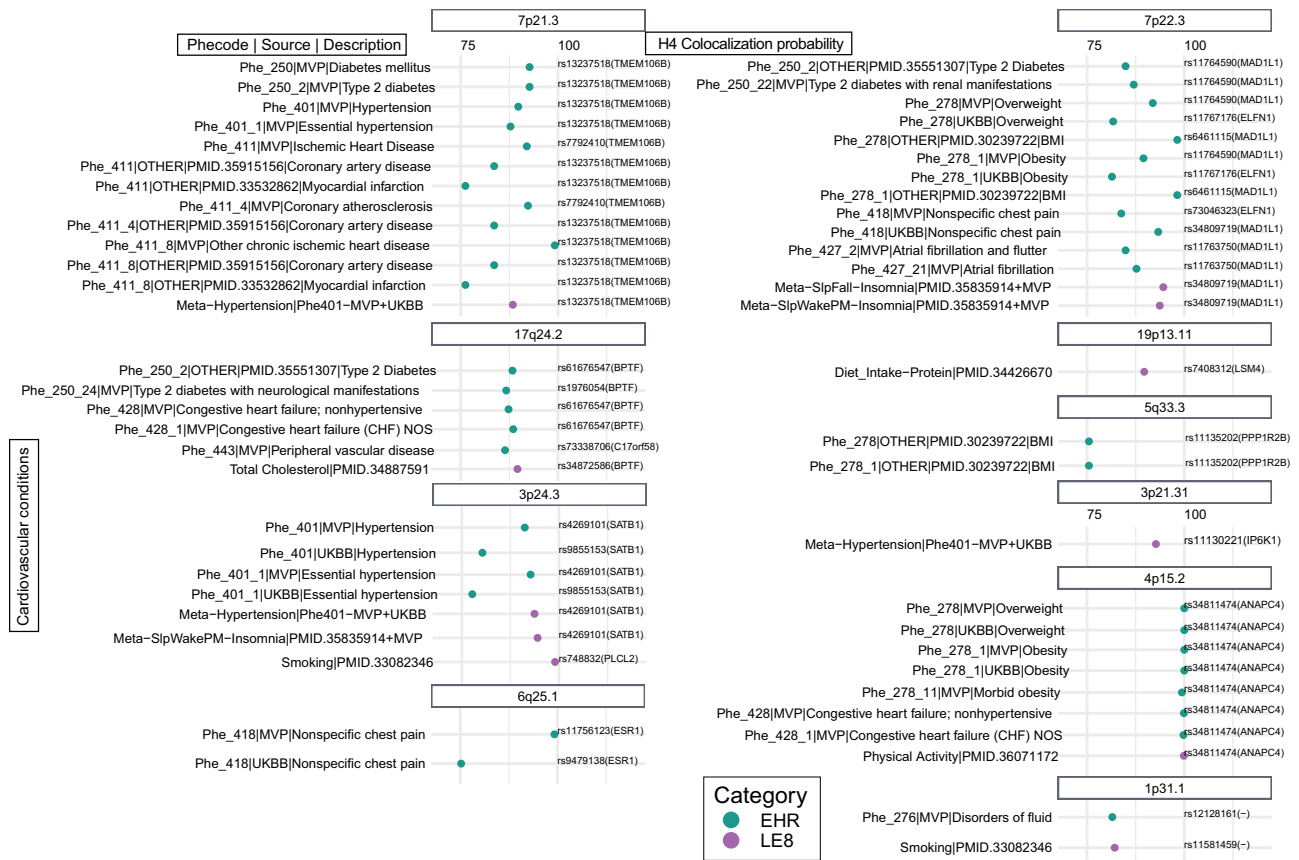 Cardiovascular conditions
Phecode | Source | Description
H4 Colocalization probability
7p21.3
75 100
Phe_250|MVP|Diabetes mellitus rs13237518(TMEM106B)
Phe_250_2|MVP|Type 2 diabetes rs13237518(TMEM106B)
Phe_401|MVP|Hypertension rs13237518(TMEM106B)
Phe_401_1|MVP|Essential hypertension rs13237518(TMEM106B)
Phe_411|MVP|Ischemic Heart Disease rs7792410(TMEM106B)
Phe_411|OTHER|PMID.35915156|Coronary artery disease rs13237518(TMEM106B)
Phe_411|OTHER|PMID.33532862|Myocardial infarction rs13237518(TMEM106B)
Phe_411_4|MVP|Coronary atherosclerosis rs7792410(TMEM106B)
Phe_411_4|OTHER|PMID.35915156|Coronary artery disease rs13237518(TMEM106B)
Phe_411_8|MVP|Other chronic ischemic heart disease rs13237518(TMEM106B)
Phe_411_8|OTHER|PMID.35915156|Coronary artery disease rs13237518(TMEM106B)
Phe_411_8|OTHER|PMID.33532862|Myocardial infarction rs13237518(TMEM106B)
Meta−Hypertension|Phe401−MVP+UKBB rs13237518(TMEM106B)
17q24.2
Phe_250_2|OTHER|PMID.35551307|Type 2 Diabetes rs61676547(BPTF)
Phe_250_24|MVP|Type 2 diabetes with neurological manifestations rs1976054(BPTF)
Phe_428|MVP|Congestive heart failure; nonhypertensive rs61676547(BPTF)
Phe_428_1|MVP|Congestive heart failure (CHF) NOS rs61676547(BPTF)
Phe_443|MVP|Peripheral vascular disease rs73338706(C17orf58)
Total Cholesterol|PMID.34887591 rs34872586(BPTF)
3p24.3
Phe_401|MVP|Hypertension rs4269101(SATB1)
Phe_401|UKBB|Hypertension rs9855153(SATB1)
Phe_401_1|MVP|Essential hypertension rs4269101(SATB1)
Phe_401_1|UKBB|Essential hypertension rs9855153(SATB1)
Meta−Hypertension|Phe401−MVP+UKBB rs4269101(SATB1)
Meta−SlpWakePM−Insomnia|PMID.35835914+MVP rs4269101(SATB1)
Smoking|PMID.33082346 rs748832(PLCL2)
6q25.1
Phe_418|MVP|Nonspecific chest pain rs11756123(ESR1)
Phe_418|UKBB|Nonspecific chest pain rs9479138(ESR1)
7p22.3
75 100
Phe_250_2|OTHER|PMID.35551307|Type 2 Diabetes rs11764590(MAD1L1)
Phe_250_22|MVP|Type 2 diabetes with renal manifestations rs11764590(MAD1L1)
Phe_278|MVP|Overweight rs11764590(MAD1L1)
Phe_278|UKBB|Overweight rs11767176(ELFN1)
Phe_278|OTHER|PMID.30239722|BMI rs6461115(MAD1L1)
Phe_278_1|MVP|Obesity rs11764590(MAD1L1)
Phe_278_1|UKBB|Obesity rs11767176(ELFN1)
Phe_278_1|OTHER|PMID.30239722|BMI rs6461115(MAD1L1)
Phe_418|MVP|Nonspecific chest pain rs73046323(ELFN1)
Phe_418|UKBB|Nonspecific chest pain rs34809719(MAD1L1)
Phe_427_2|MVP|Atrial fibrillation and flutter rs11763750(MAD1L1)
Phe_427_21|MVP|Atrial fibrillation rs11763750(MAD1L1)
Meta−SlpFall−Insomnia|PMID.35835914+MVP rs34809719(MAD1L1)
Meta−SlpWakePM−Insomnia|PMID.35835914+MVP rs34809719(MAD1L1)
19p13.11
Diet_Intake−Protein|PMID.34426670 rs7408312(LSM4)
5q33.3
Phe_278|OTHER|PMID.30239722|BMI rs11135202(PPP1R2B)
Phe_278_1|OTHER|PMID.30239722|BMI rs11135202(PPP1R2B)
3p21.31
75 100
Meta−Hypertension|Phe401−MVP+UKBB rs11130221(IP6K1)
4p15.2
Phe_278|MVP|Overweight rs34811474(ANAPC4)
Phe_278|UKBB|Overweight rs34811474(ANAPC4)
Phe_278_1|MVP|Obesity rs34811474(ANAPC4)
Phe_278_1|UKBB|Obesity rs34811474(ANAPC4)
Phe_278_11|MVP|Morbid obesity rs34811474(ANAPC4)
Phe_428|MVP|Congestive heart failure; nonhypertensive rs34811474(ANAPC4)
Phe_428_1|MVP|Congestive heart failure (CHF) NOS rs34811474(ANAPC4)
Physical Activity|PMID.36071172 rs34811474(ANAPC4)
1p31.1
Phe_276|MVP|Disorders of fluid rs12128161(−)
Smoking|PMID.33082346 rs11581459(−)
Category
EHR
LE8